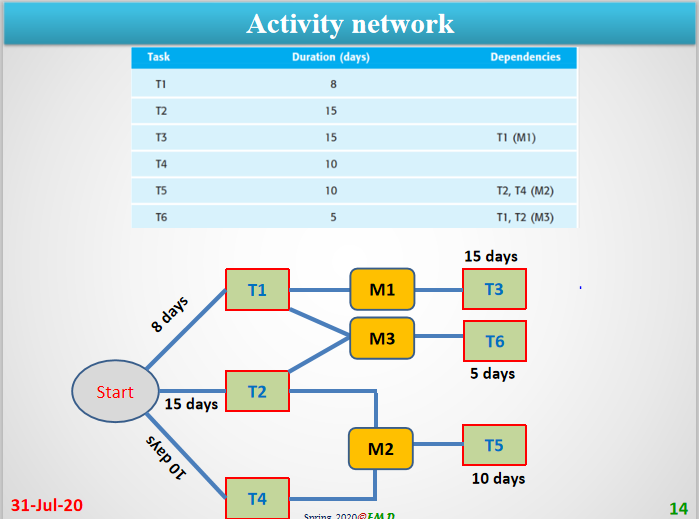 Activity network
Task Duration (days) Dependencies
T1 8
T2 15
T3 15 T1 (M1)
T4 10
T5 10 T2, T4 (M2)
T6 5 T1, T2 (M3)
15 days
T1 M1 T3
8 days
M3 T6
5 days
Start T2
15 days
10 days
M2 T5
10 days
T4
31-Jul-20 Spring 2020@FMD 14